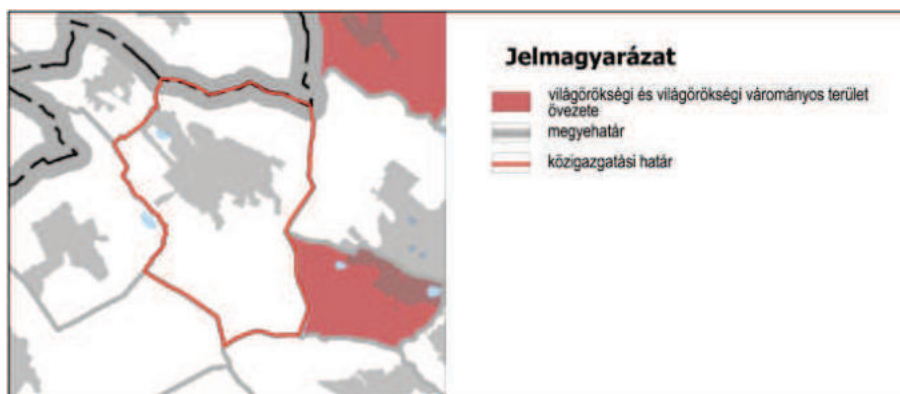 Jelmagyarázat
világörökségi és világörökségi várományos terület
övezete
megyehatár
közigazgatási határ